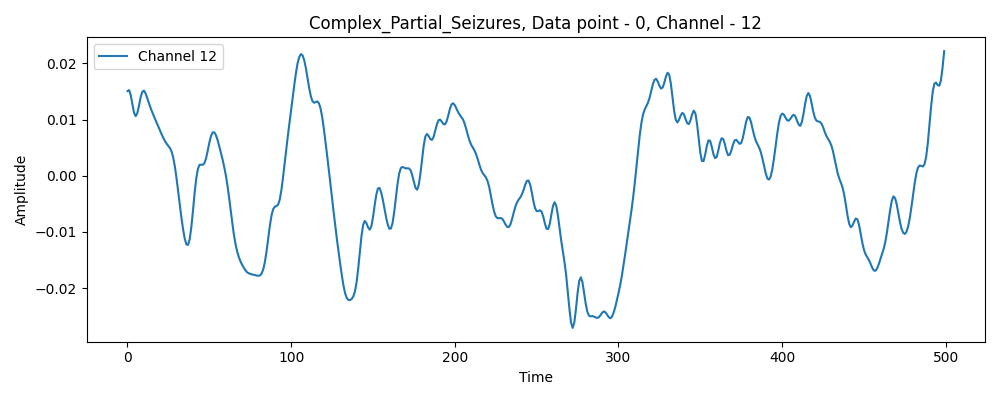 Complex_Partial_Seizures, Data point - 0, Channel - 12
Channel 12
0.02
0.01
0.00
−0.01
−0.02
Amplitude
0 100 200 300 400 500
Time